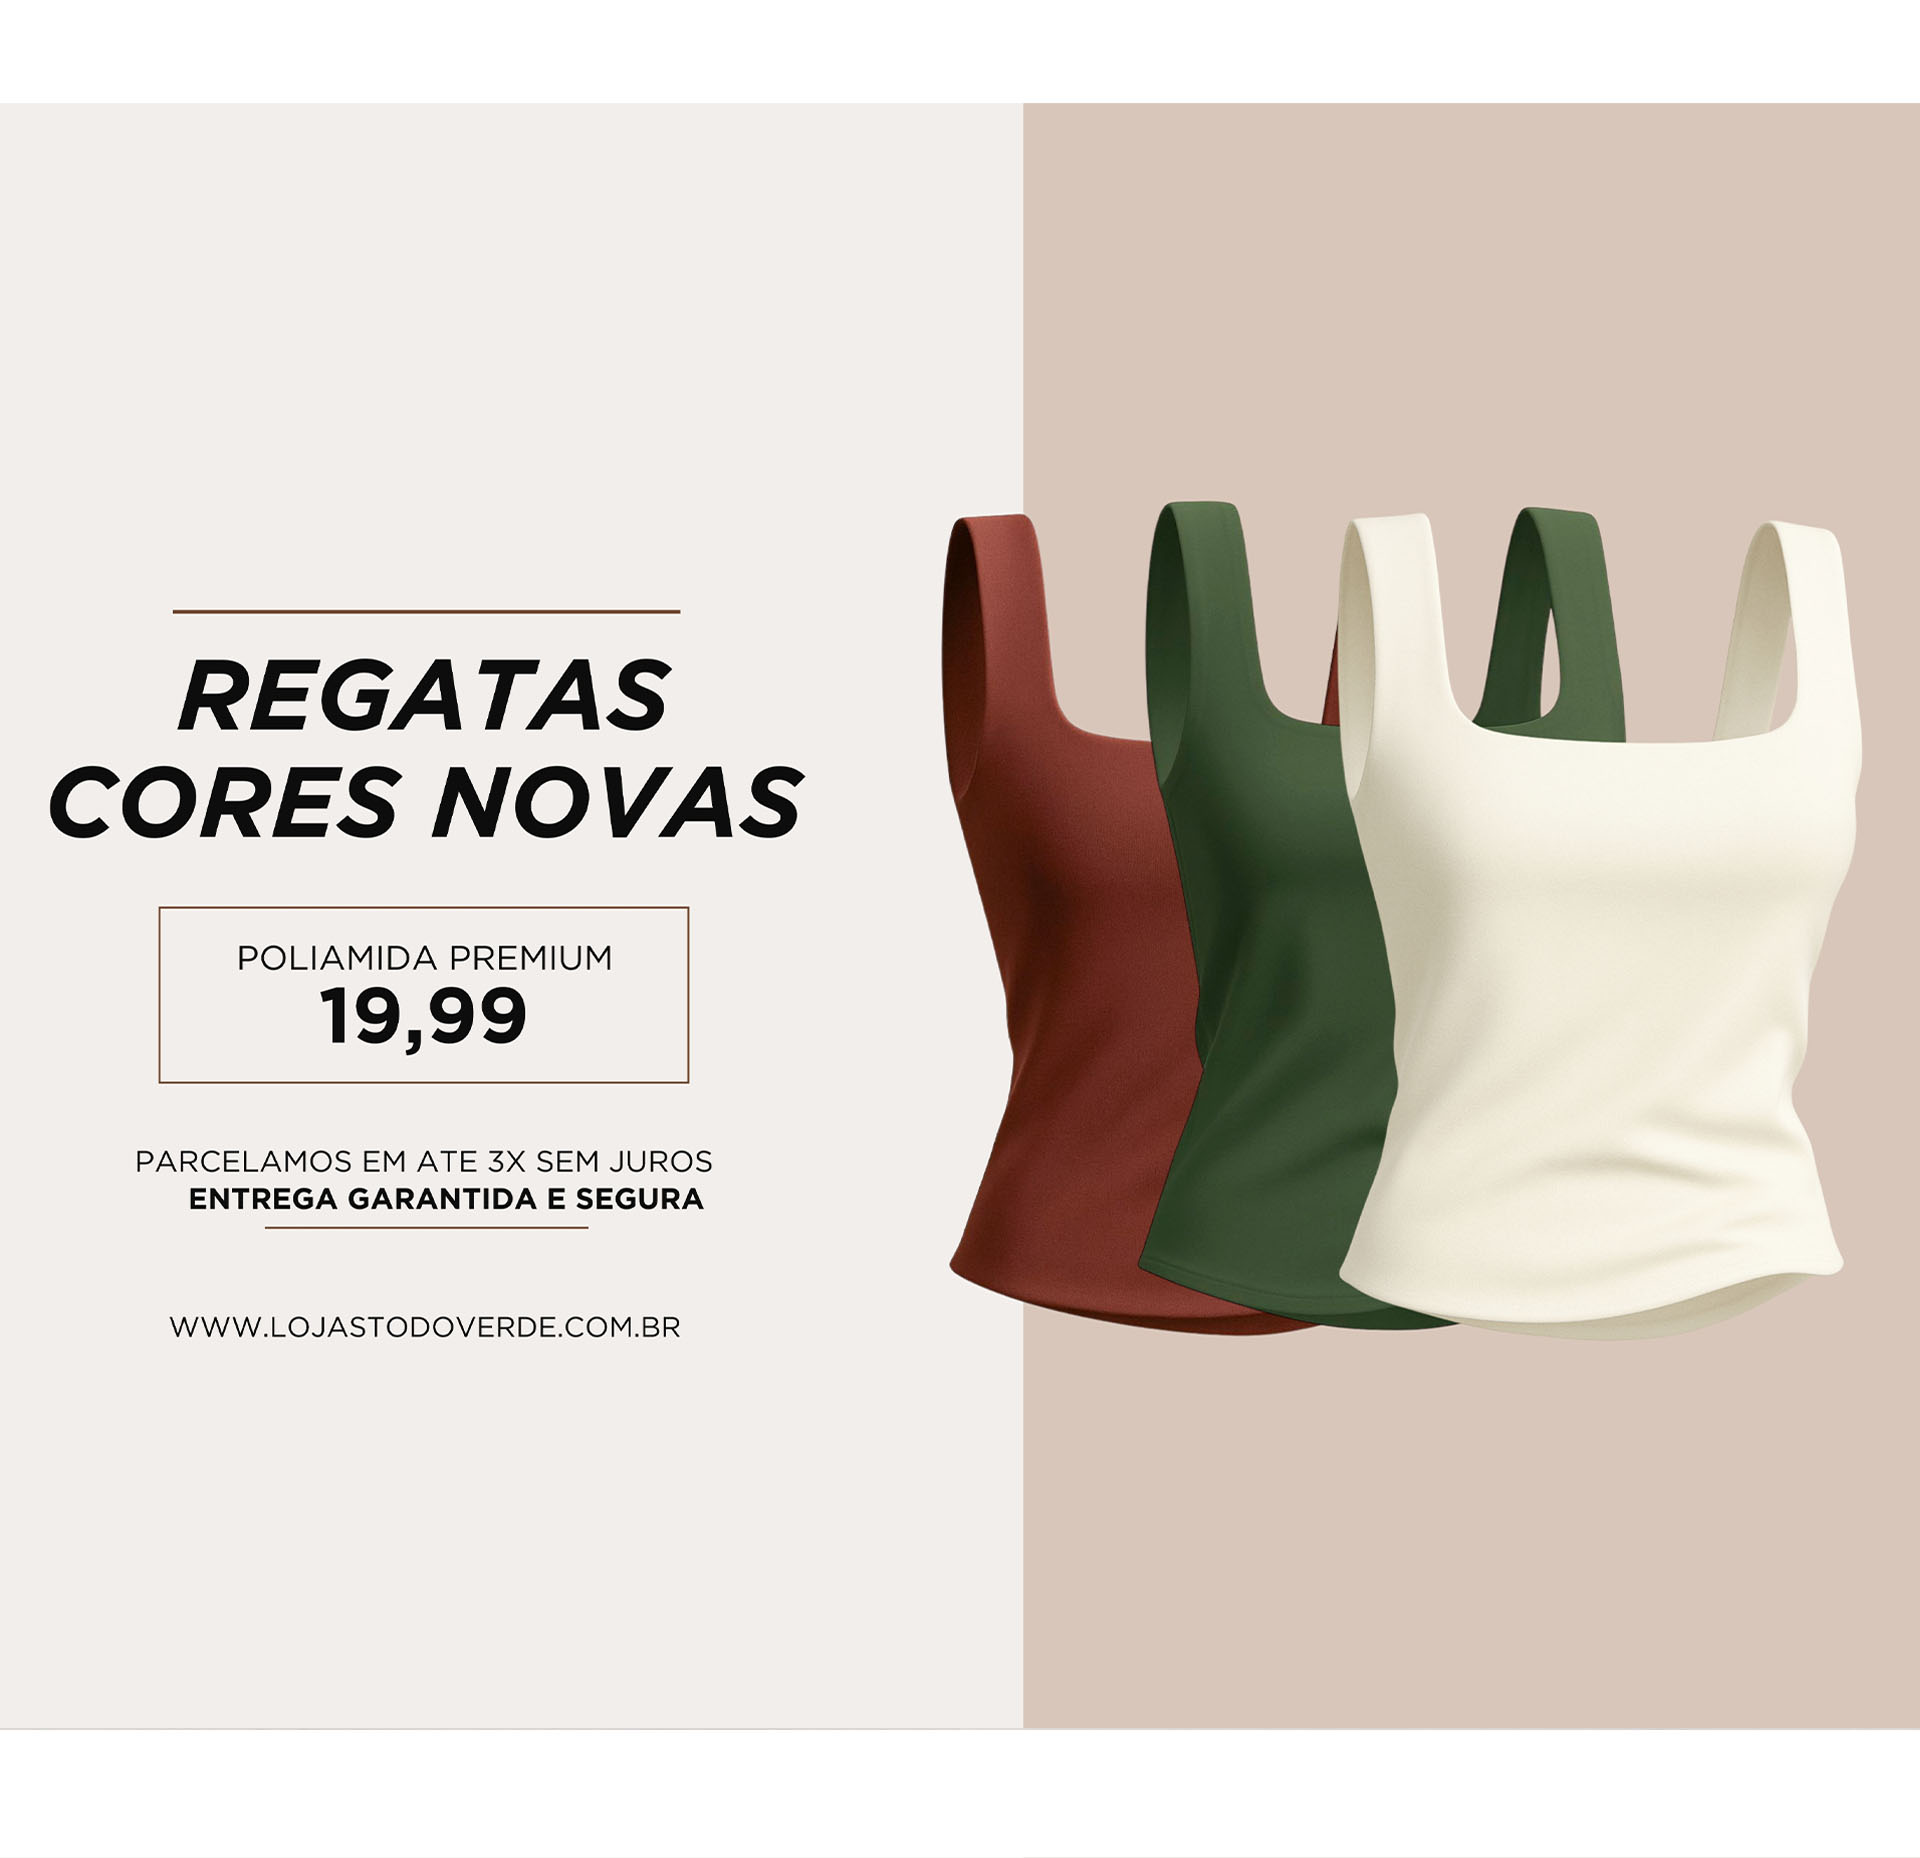 REGATAS
CORES NOVAS
POLIAMIDA PREMIUM
19,99
PARCELAMOS EM ATE 3X SEM JUROS
ENTREGA GARANTIDA E SEGURA
WWW.LOJASTODOVERDE.COM.BR